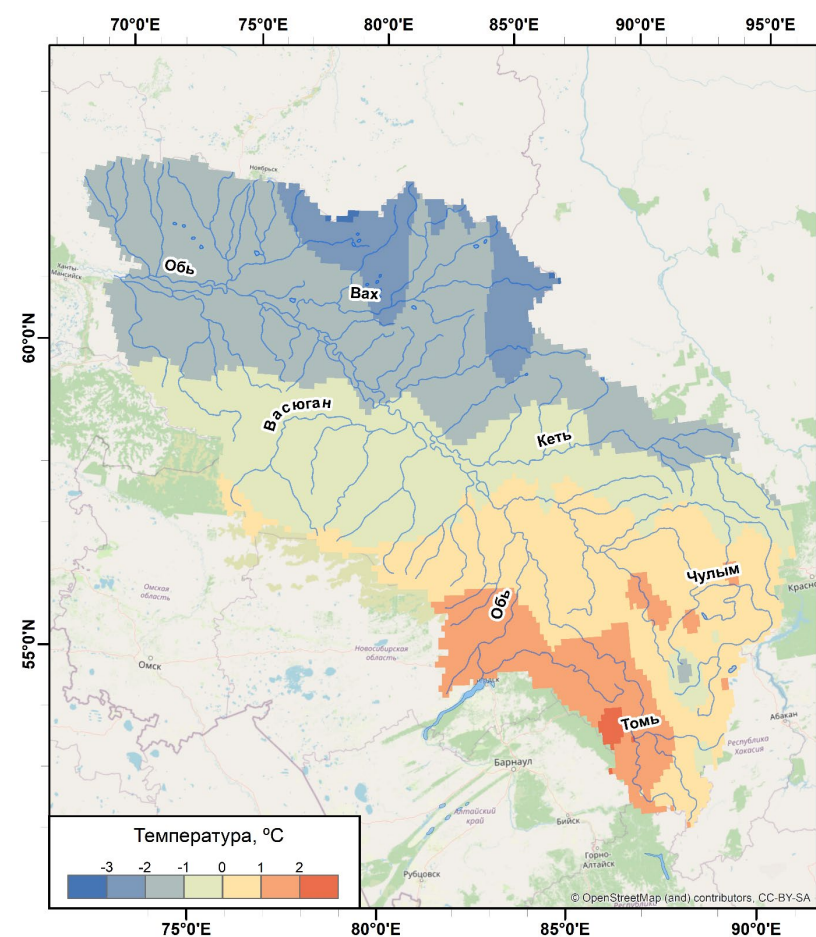 70°0'E 75°0'E 80°0'E 85°0'E 90°0'E 95°0'E
Ноябрьск
Ханты-
Мансийск
Обь
Вах
60°0'N
Васюган
Кеть
Чулым
Обь
Омская
область
Новосибирская
область
55°0'N
Омск
Томь
Абакан
Республика
Хакасия
Барнаул
Алтайский
край
Бийск
Горно-
Алтайск
Рубцовск
Температура, ºC
-3 -2 -1 0 1 2
© OpenStreetMap (and) contributors, CC-BY-SA
75°0'E 80°0'E 85°0'E 90°0'E